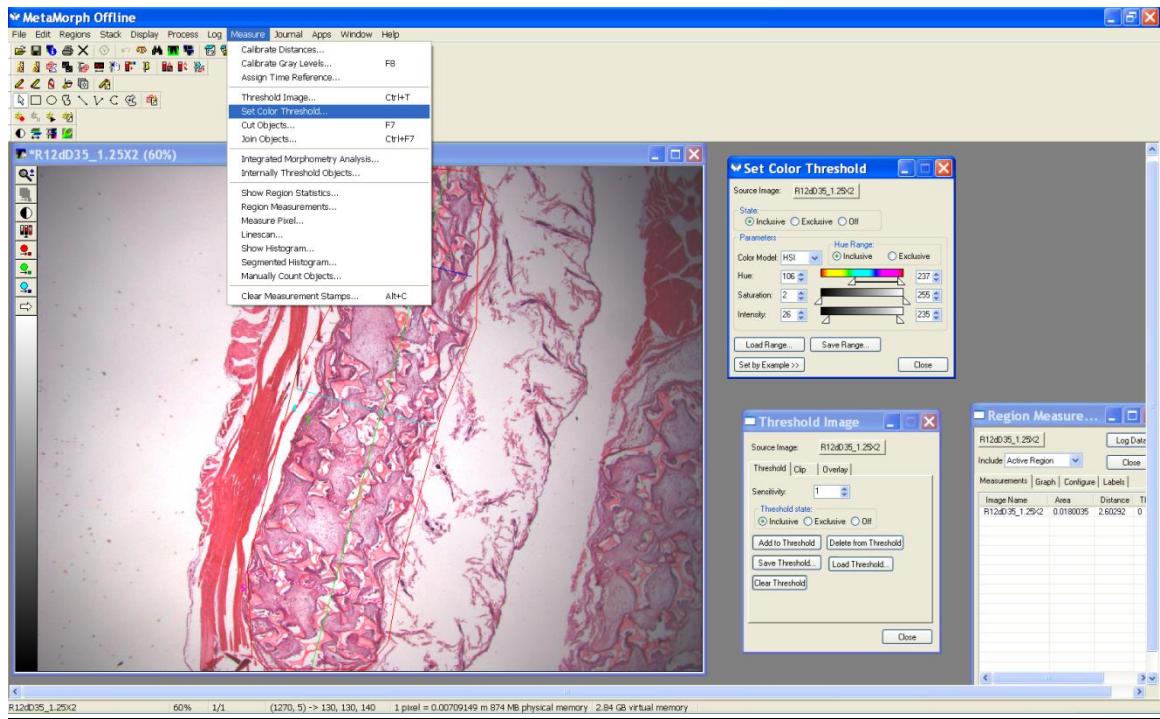 MetaMorph Offline
File Edit Regions Stack Display Process Log Measure Journal Apps Window Help
Calibrate Distances...
Calibrate Gray Levels... F8
Assign Time Reference...
Threshold Image... Ctrl+T
Set Color Threshold...
Cut Objects... F7
Join Objects... Ctrl+F7
Integrated Morphometry Analysis...
Internally Threshold Objects...
Show Region Statistics...
Region Measurements...
Measure Pixel...
Linescan...
Show Histogram...
Segmented Histogram...
Manually Count Objects...
Clear Measurement Stamps... Alt+C
*R12dD35_1.25X2 (60%)
Set Color Threshold
Source Image: R12dD35_1.25X2
State:
Inclusive Exclusive Off
Parameters
Hue Range:
Color Model: HSI Inclusive Exclusive
Hue: 106 237
Saturation: 2 255
Intensity: 26 235
Load Range... Save Range...
Set by Example >> Close
Threshold Image
Source Image: R12dD35_1.25X2
Threshold Clip Overlay
Sensitivity: 1
Threshold state:
Inclusive Exclusive Off
Add to Threshold Delete from Threshold
Save Threshold... Load Threshold...
Clear Threshold
Close
Region Measure...
R12dD35_1.25X2 Log Data
Include Active Region Close
Measurements Graph Configure Labels
Image Name Area Distance
R12dD35_1.25X2 0.0180035 2.60292 0
R12dD35_1.25X2 60% 1/1 (1270, 5) -> 130, 130, 140 1 pixel = 0.00709149 m 874 MB physical memory 2.84 GB virtual memory